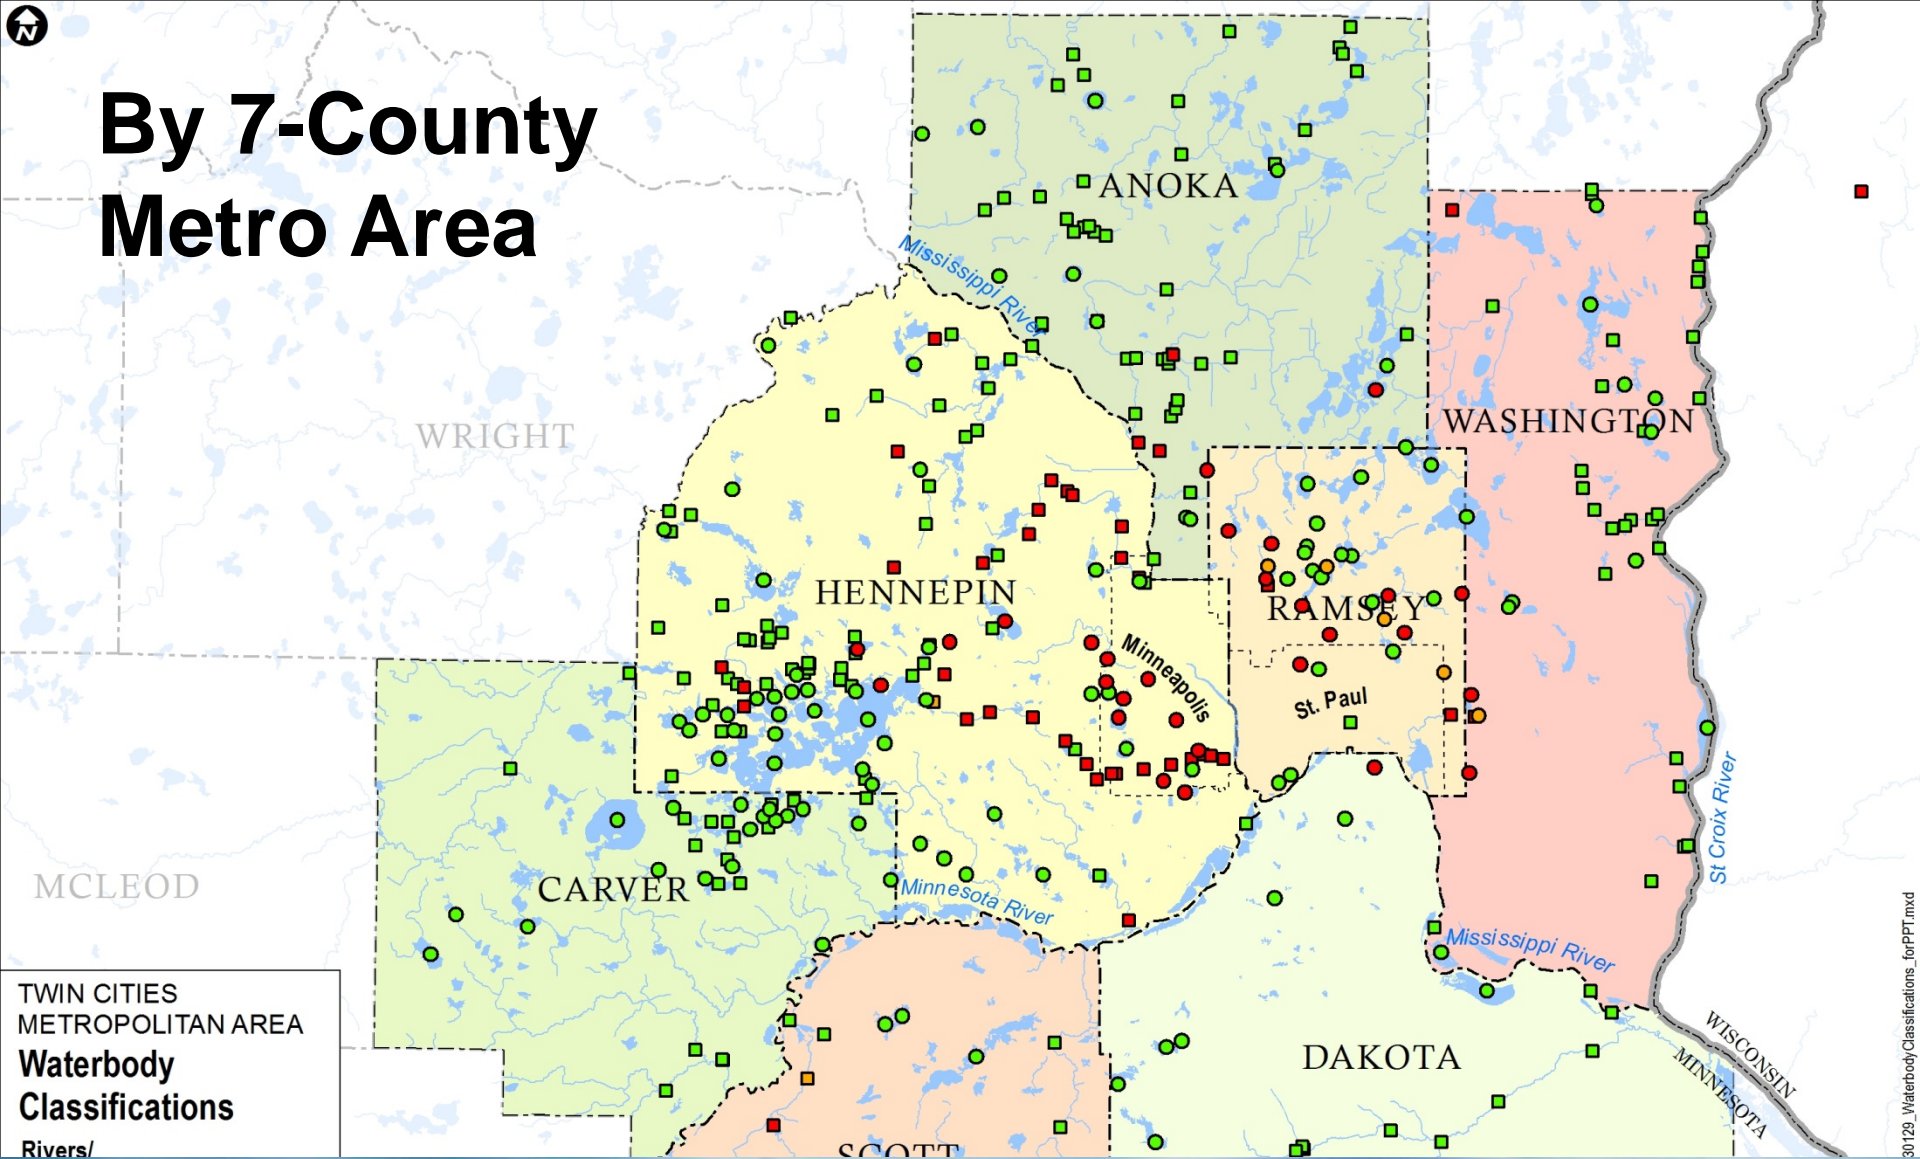 N
By 7-County
Metro Area
ANOKA
Mississippi River
WASHINGTON
WRIGHT
HENNEPIN
RAMSEY
Minneapolis
St. Paul
St Croix River
MCLEOD
CARVER
Minnesota River
Mississippi River
TWIN CITIES
METROPOLITAN AREA
Waterbody
Classifications
Rivers/
DAKOTA
WISCONSIN
MINNESOTA
SCOTT
30129_WaterbodyClassifications_forPPT.mxd